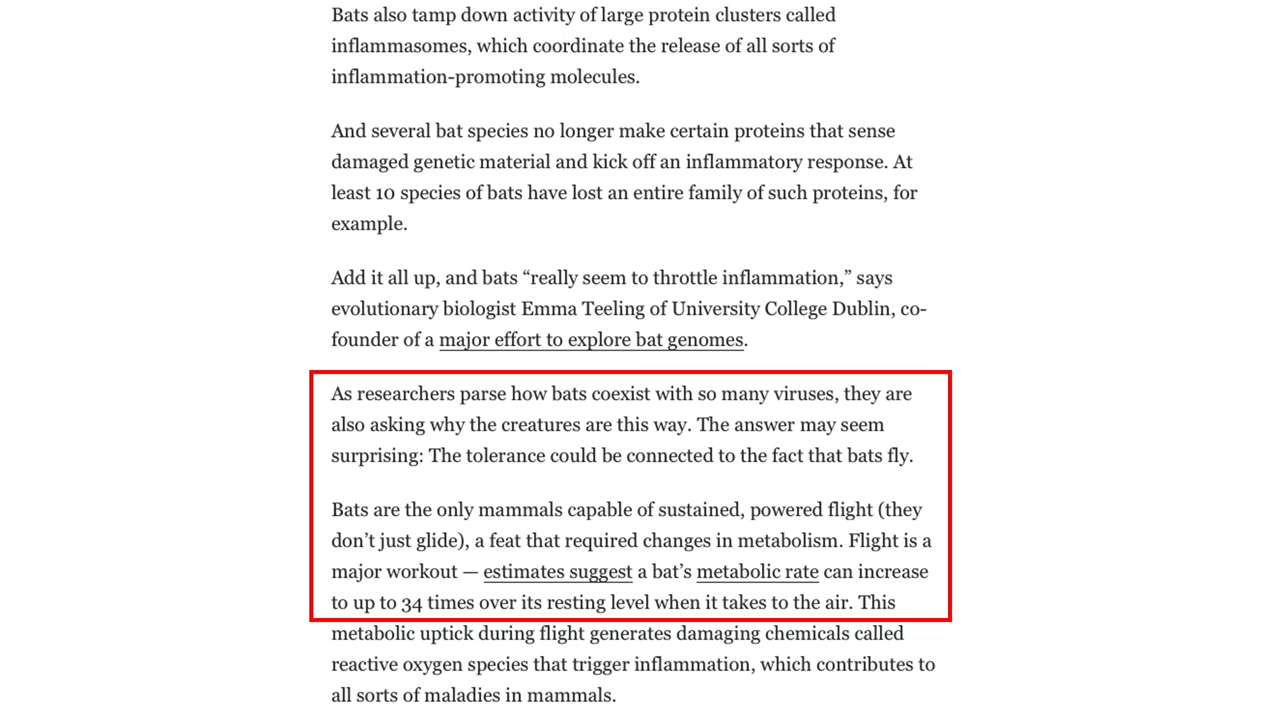 Bats also tamp down activity of large protein clusters called
inflammasomes, which coordinate the release of all sorts of
inflammation-promoting molecules.
And several bat species no longer make certain proteins that sense
damaged genetic material and kick off an inflammatory response. At
least 10 species of bats have lost an entire family of such proteins, for
example.
Add it all up, and bats “really seem to throttle inflammation,” says
evolutionary biologist Emma Teeling of University College Dublin, co-
founder of a major effort to explore bat genomes.
As researchers parse how bats coexist with so many viruses, they are
also asking why the creatures are this way. The answer may seem
surprising: The tolerance could be connected to the fact that bats fly.
Bats are the only mammals capable of sustained, powered flight (they
don’t just glide), a feat that required changes in metabolism. Flight is a
major workout — estimates suggest a bat’s metabolic rate can increase
to up to 34 times over its resting level when it takes to the air. This
metabolic uptick during flight generates damaging chemicals called
reactive oxygen species that trigger inflammation, which contributes to
all sorts of maladies in mammals.